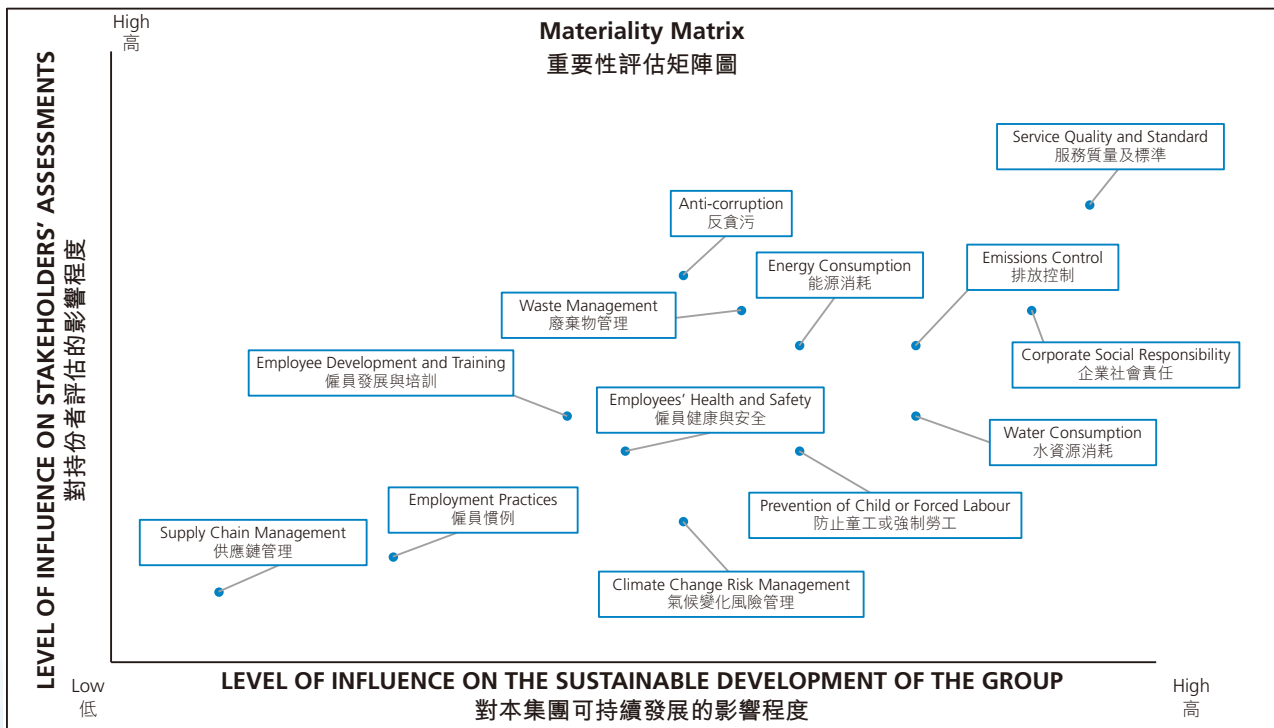 High
高
Materiality Matrix
重要性評估矩陣圖
LEVEL OF INFLUENCE ON STAKEHOLDERS' ASSESSMENTS
對持份者評估的影響程度
Service Quality and Standard
服務質量及標準
Anti-corruption
反貪污
Energy Consumption
能源消耗
Emissions Control
排放控制
Waste Management
廢棄物管理
Corporate Social Responsibility
企業社會責任
Employee Development and Training
僱員發展與培訓
Employees' Health and Safety
僱員健康與安全
Water Consumption
水資源消耗
Prevention of Child or Forced Labour
防止童工或強制勞工
Employment Practices
僱員慣例
Supply Chain Management
供應鏈管理
Climate Change Risk Management
氣候變化風險管理
Low
低
LEVEL OF INFLUENCE ON THE SUSTAINABLE DEVELOPMENT OF THE GROUP
對本集團可持續發展的影響程度
High
高